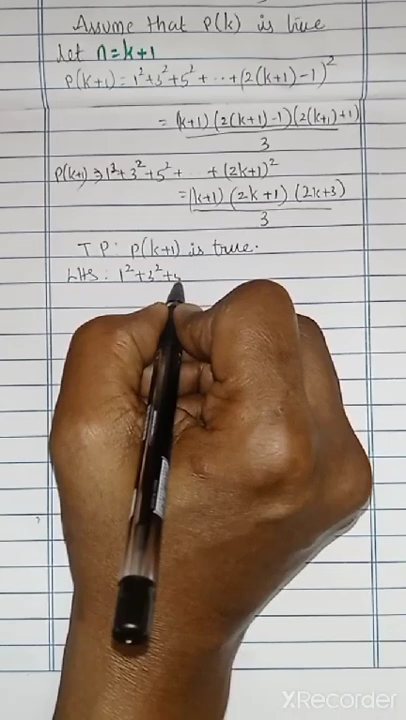 Assume that P(k) is true
let n=k+1
P(k+1) = 1²+3²+5²+ ··· +(2(k+1)-1)²
= (k+1)(2(k+1)-1)(2(k+1)+1)
3
P(k+1) ⇒ 1²+3²+5²+ ··· +(2k+1)²
= (k+1)(2k+1)(2k+3)
3
TP: P(k+1) is true.
LHS: 1²+3²+5
XRecorder